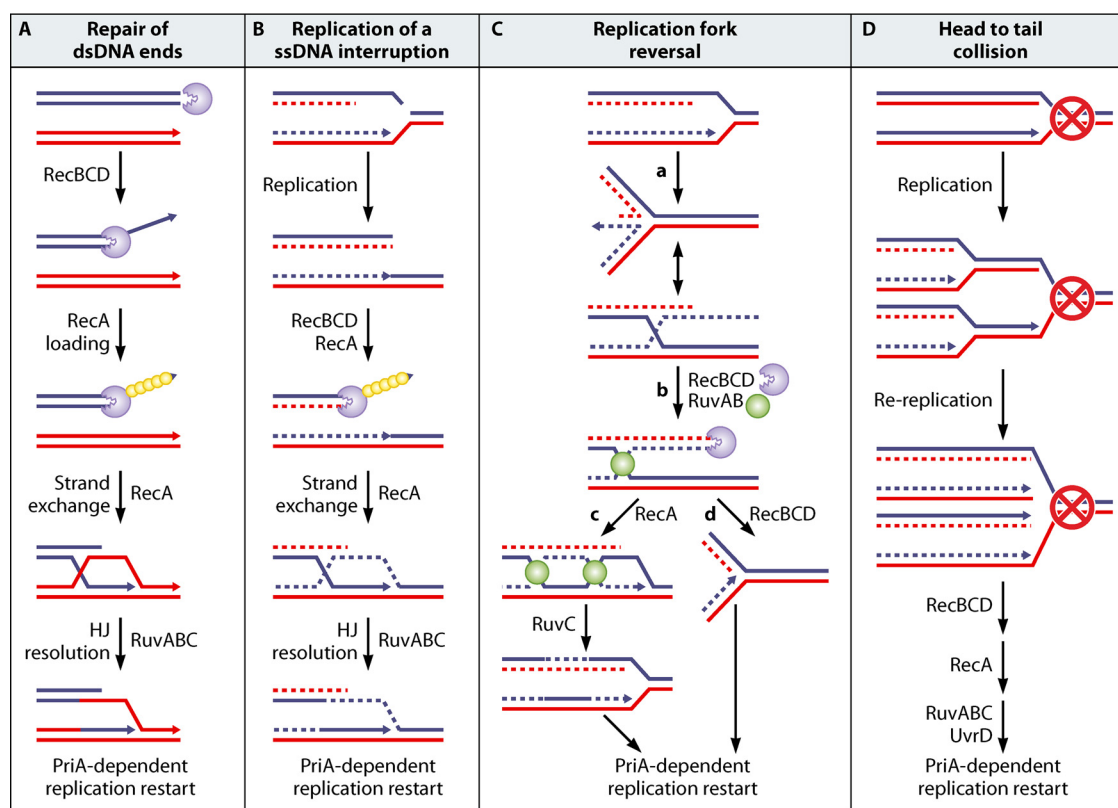 A
Repair of
dsDNA ends
RecBCD
RecA
loading
Strand
exchange
RecA
HJ
resolution
RuvABC
PriA-dependent
replication restart
B
Replication of a
ssDNA interruption
Replication
RecBCD
RecA
Strand
exchange
RecA
HJ
resolution
RuvABC
PriA-dependent
replication restart
C
Replication fork
reversal
a
b
RecBCD
RuvAB
c
RecA
d
RecBCD
RuvC
PriA-dependent
replication restart
D
Head to tail
collision
Replication
Re-replication
RecBCD
RecA
RuvABC
UvrD
PriA-dependent
replication restart